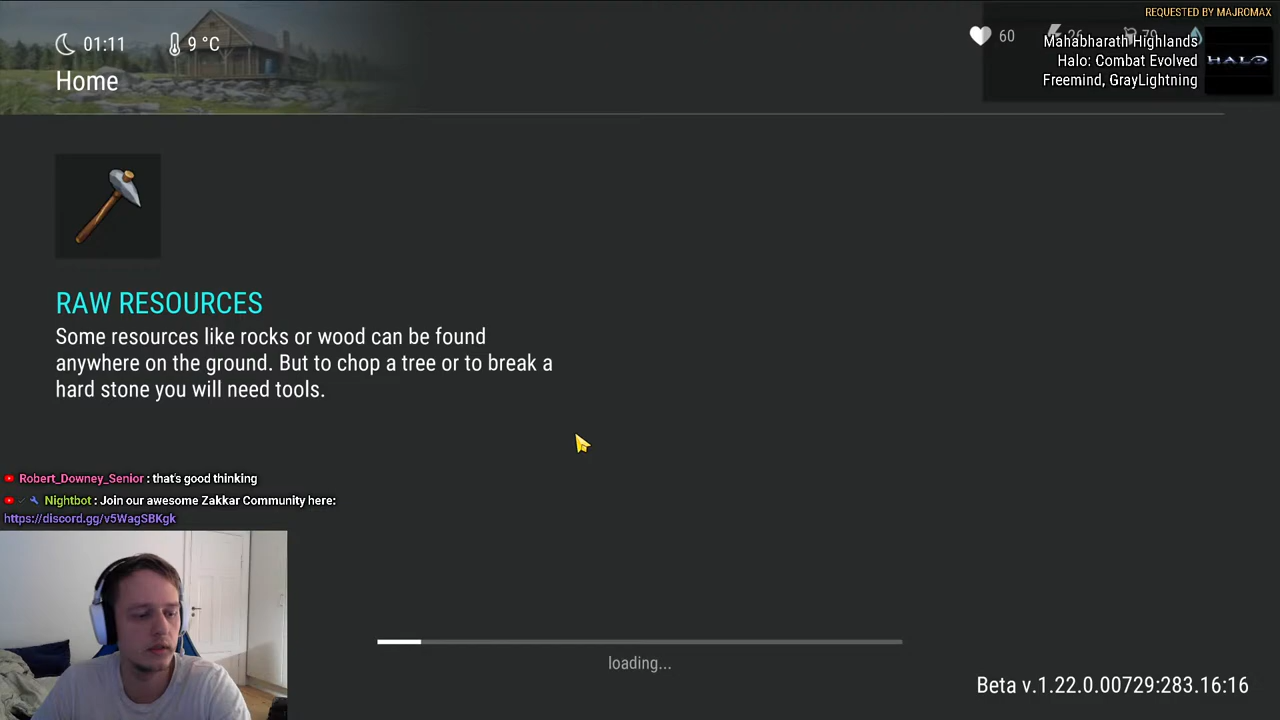 REQUESTED BY MAJROMAX
01:11
9 °C
60
Mahabharath Highlands
Halo: Combat Evolved
Freemind, GrayLightning
HALO
Home
RAW RESOURCES
Some resources like rocks or wood can be found
anywhere on the ground. But to chop a tree or to break a
hard stone you will need tools.
Robert_Downey_Senior : that's good thinking
Nightbot : Join our awesome Zakkar Community here:
https://discord.gg/v5WagSBKgk
loading...
Beta v.1.22.0.00729:283.16:16